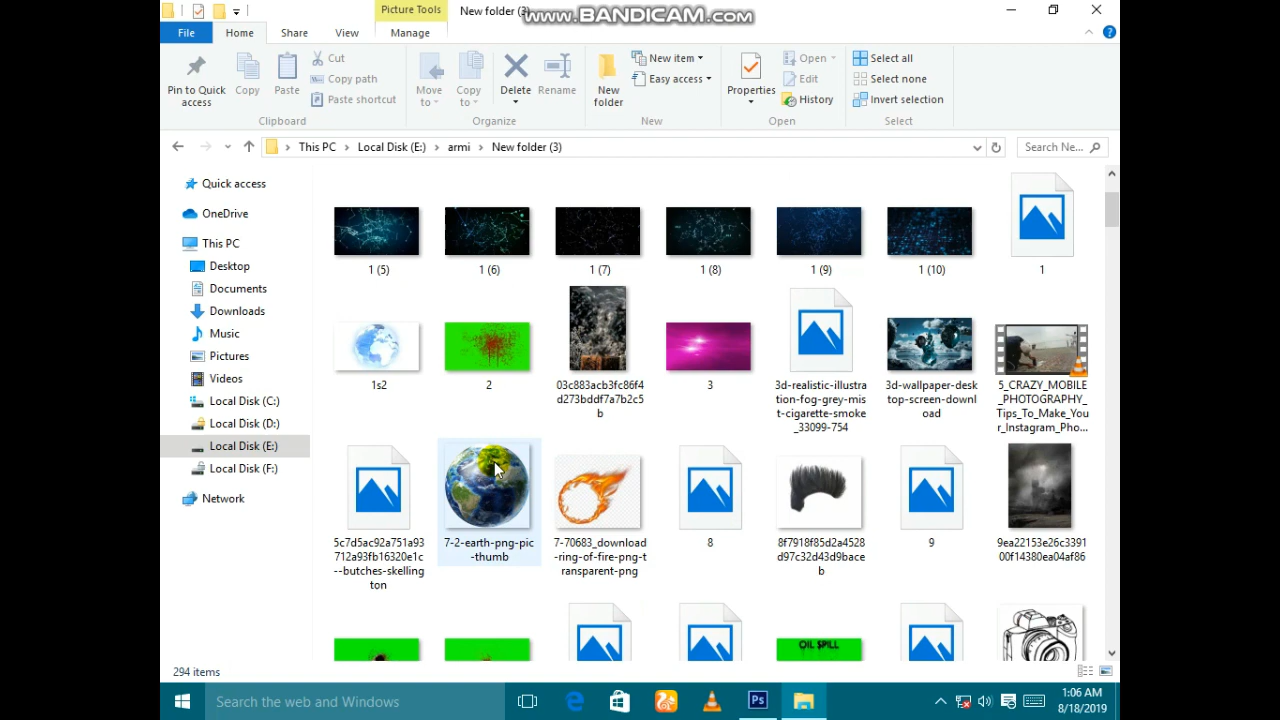 Picture Tools
New folder (3)
www.BANDICAM.com
File
Home
Share
View
Manage
Pin to Quick access
Copy
Paste
Cut
Copy path
Paste shortcut
Clipboard
Move to
Copy to
Delete
Rename
Organize
New folder
New item
Easy access
New
Properties
Open
Edit
History
Open
Select all
Select none
Invert selection
Select
This PC
Local Disk (E:)
armi
New folder (3)
Search Ne...
Quick access
OneDrive
This PC
Desktop
Documents
Downloads
Music
Pictures
Videos
Local Disk (C:)
Local Disk (D:)
Local Disk (E:)
Local Disk (F:)
Network
1 (5)
1 (6)
1 (7)
1 (8)
1 (9)
1 (10)
1
1s2
2
03c883acb3fc86f4
d273bddf7a7b2c5
b
3
3d-realistic-illustra
tion-fog-grey-mis
t-cigarette-smoke
_33099-754
3d-wallpaper-desk
top-screen-downl
oad
5_CRAZY_MOBILE
_PHOTOGRAPHY_
Tips_To_Make_You
r_Instagram_Pho...
5c7d5ac92a751a93
712a93fb16320e1c
--butches-skelling
ton
7-2-earth-png-pic
-thumb
7-70683_download
-ring-of-fire-png-t
ransparent-png
8
8f7918f85d2a4528
d97c32d43d9bace
b
9
9ea22153e26c3391
00f14380ea04af86
OIL SPILL
294 items
Search the web and Windows
Ps
1:06 AM
8/18/2019